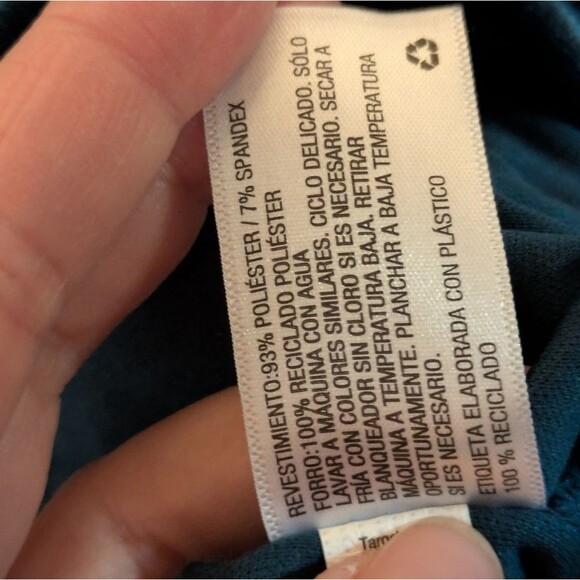 REVESTIMIENTO:93% POLIÉSTER / 7% SPANDEX
FORRO:100% RECICLADO POLIÉSTER
LAVAR A MÁQUINA CON AGUA
FRÍA CON COLORES SIMILARES. CICLO DELICADO. SÓLO
BLANQUEADOR SIN CLORO SI ES NECESARIO. SECAR A
MÁQUINA A TEMPERATURA BAJA. RETIRAR
OPORTUNAMENTE. PLANCHAR A BAJA TEMPERATURA
SI ES NECESARIO.
ETIQUETA ELABORADA CON PLÁSTICO
100 % RECICLADO